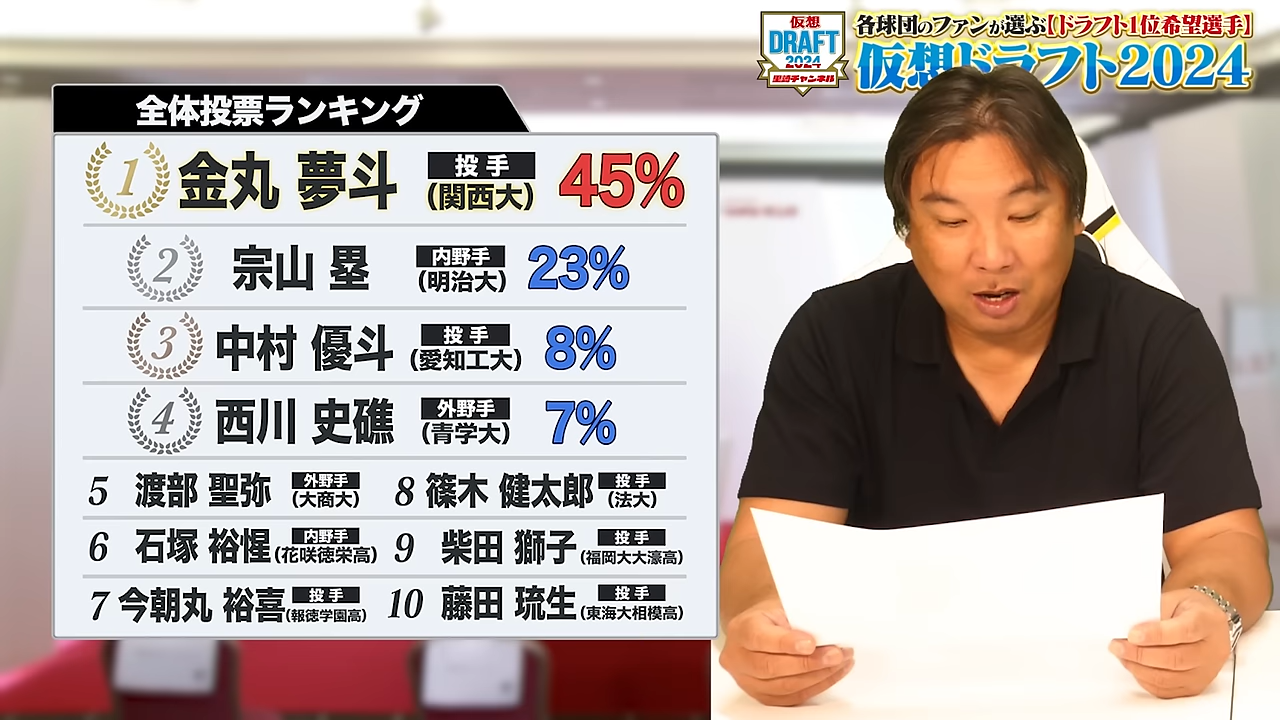 仮想
DRAFT
2024
里崎チャンネル
各球団のファンが選ぶ【ドラフト1位希望選手】
仮想ドラフト2024
全体投票ランキング
1 金丸 夢斗 投手 (関西大) 45%
2 宗山 塁 内野手 (明治大) 23%
3 中村 優斗 投手 (愛知工大) 8%
4 西川 史礁 外野手 (青学大) 7%
5 渡部 聖弥 外野手 (大商大)
6 石塚 裕惺 内野手 (花咲徳栄高)
7 今朝丸 裕喜 投手 (報徳学園高)
8 篠木 健太郎 投手 (法大)
9 柴田 獅子 投手 (福岡大大濠高)
10 藤田 琉生 投手 (東海大相模高)